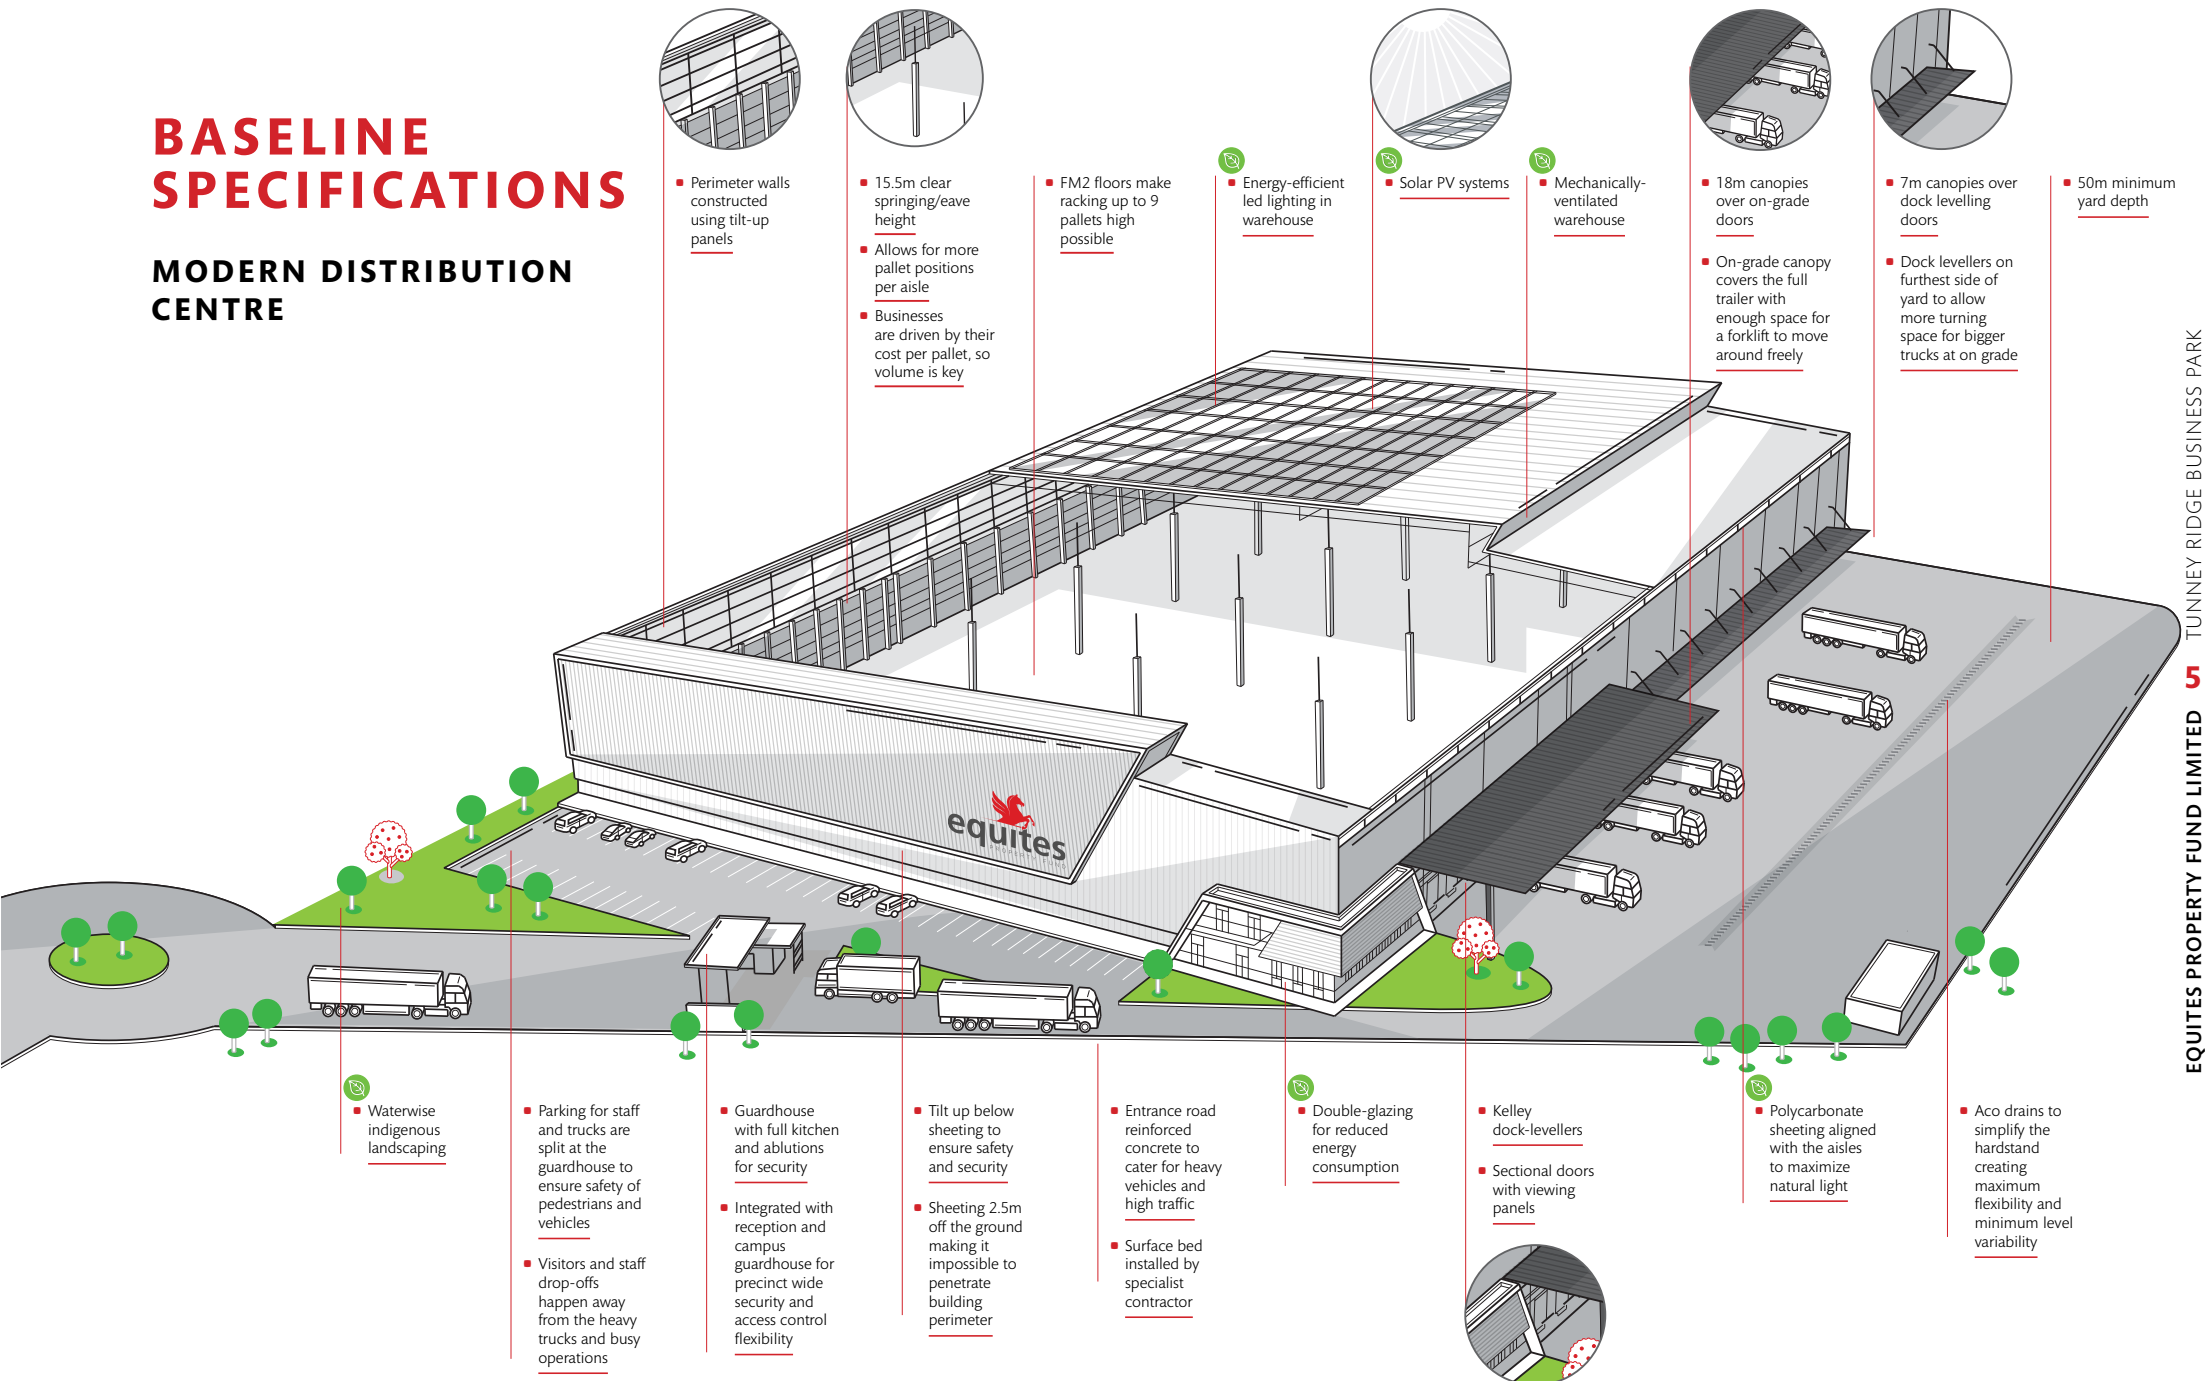 BASELINE
SPECIFICATIONS
MODERN DISTRIBUTION
CENTRE
Perimeter walls
constructed
using tilt-up
panels
15.5m clear
springing/eave
height
Allows for more
pallet positions
per aisle
Businesses
are driven by their
cost per pallet, so
volume is key
FM2 floors make
racking up to 9
pallets high
possible
Energy-efficient
led lighting in
warehouse
Solar PV systems
Mechanically-
ventilated
warehouse
18m canopies
over on-grade
doors
On-grade canopy
covers the full
trailer with
enough space for
a forklift to move
around freely
7m canopies over
dock levelling
doors
Dock levellers on
furthest side of
yard to allow
more turning
space for bigger
trucks at on grade
50m minimum
yard depth
equites
PROPERTY FUND
Waterwise
indigenous
landscaping
Parking for staff
and trucks are
split at the
guardhouse to
ensure safety of
pedestrians and
vehicles
Visitors and staff
drop-offs
happen away
from the heavy
trucks and busy
operations
Guardhouse
with full kitchen
and ablutions
for security
Integrated with
reception and
campus
guardhouse for
precinct wide
security and
access control
flexibility
Tilt up below
sheeting to
ensure safety
and security
Sheeting 2.5m
off the ground
making it
impossible to
penetrate
building
perimeter
Entrance road
reinforced
concrete to
cater for heavy
vehicles and
high traffic
Surface bed
installed by
specialist
contractor
Double-glazing
for reduced
energy
consumption
Kelley
dock-levellers
Sectional doors
with viewing
panels
Polycarbonate
sheeting aligned
with the aisles
to maximize
natural light
Aco drains to
simplify the
hardstand
creating
maximum
flexibility and
minimum level
variability
EQUITES PROPERTY FUND LIMITED 5 TUNNEY RIDGE BUSINESS PARK